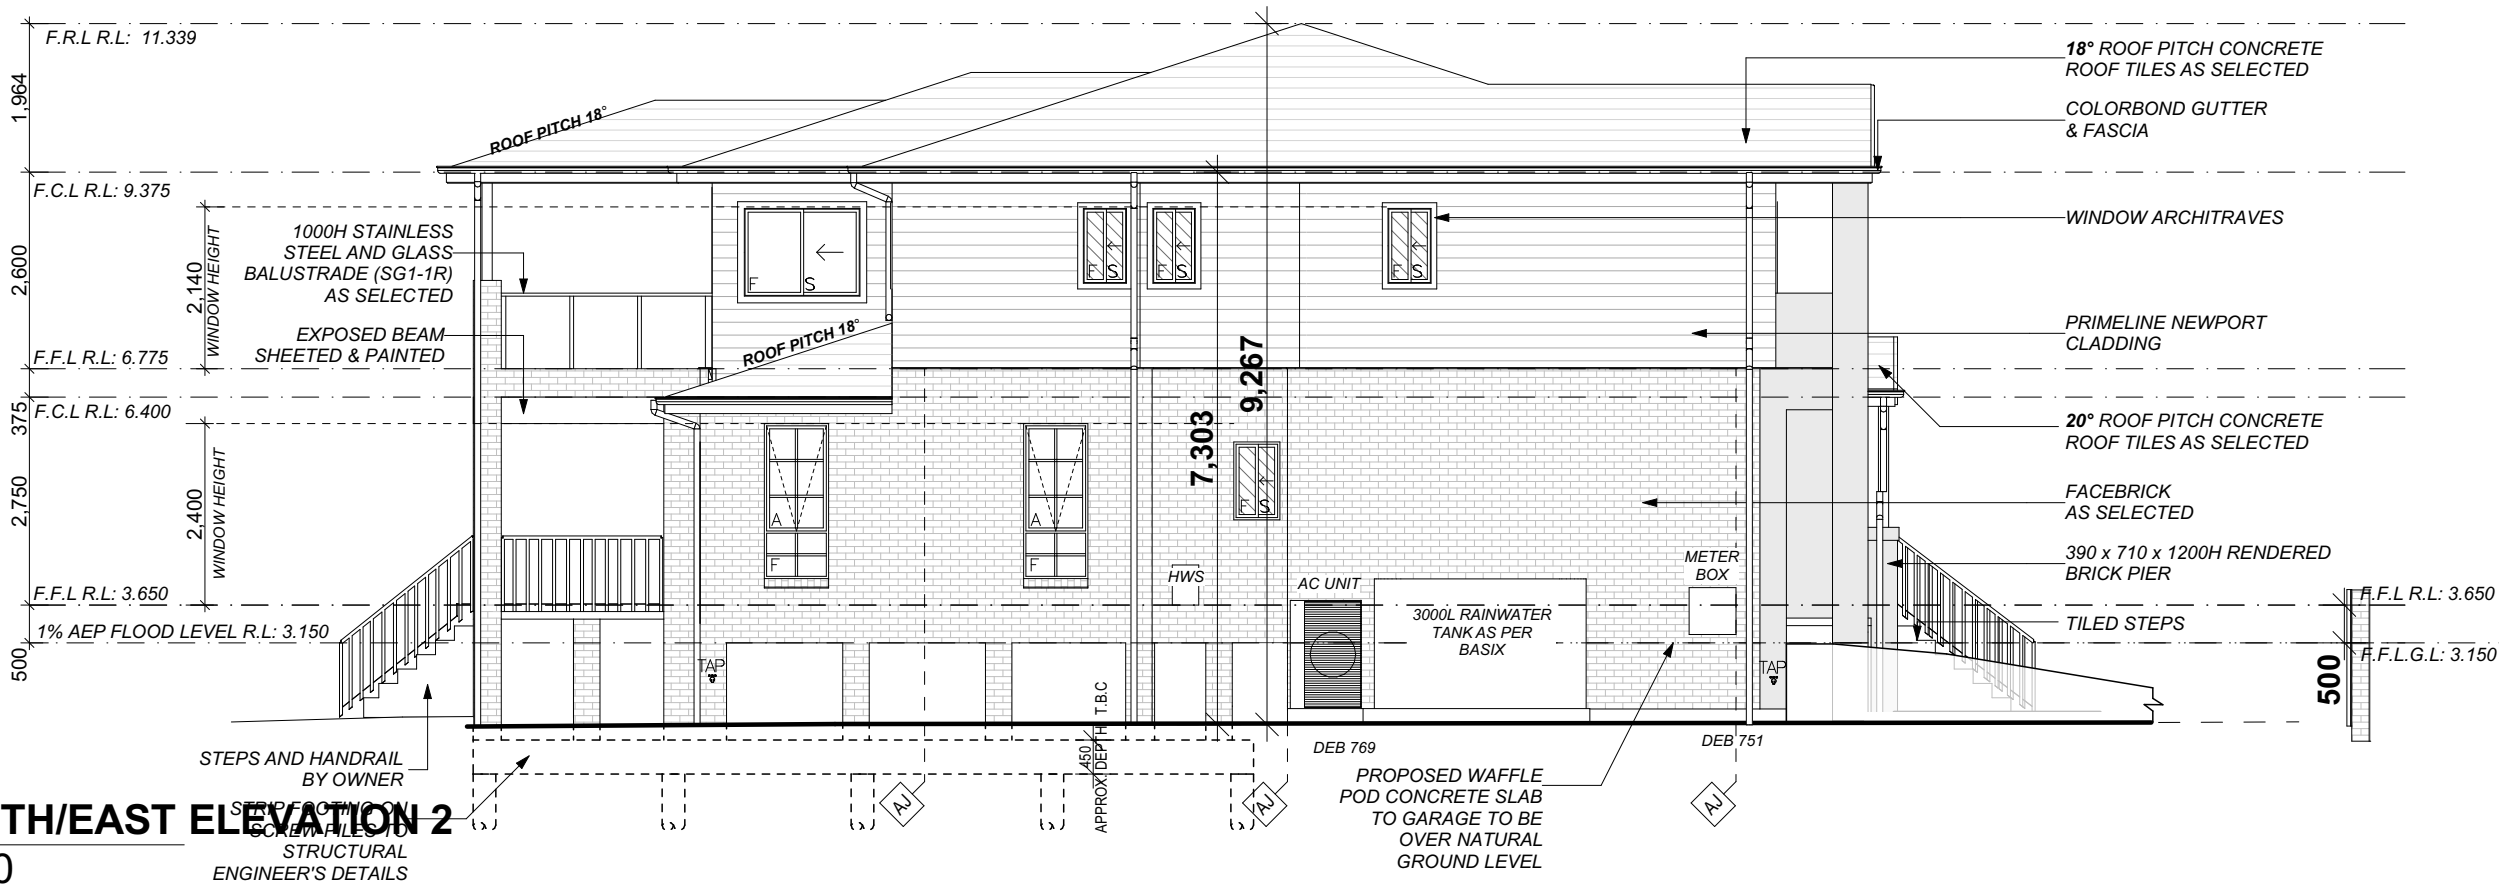 F.R.L R.L: 11.339
1,964
F.C.L R.L: 9.375
2,600
2,140
WINDOW HEIGHT
F.F.L R.L: 6.775
375
F.C.L R.L: 6.400
2,750
2,400
WINDOW HEIGHT
F.F.L R.L: 3.650
1% AEP FLOOD LEVEL R.L: 3.150
500
1000H STAINLESS
STEEL AND GLASS
BALUSTRADE (SG1-1R)
AS SELECTED
EXPOSED BEAM
SHEETED & PAINTED
ROOF PITCH 18°
ROOF PITCH 18°
F S
F S
F S
F S
A
F
A
F
F S
7,303
9,267
HWS
AC UNIT
3000L RAINWATER
TANK AS PER
BASIX
METER
BOX
TAP
TAP
18° ROOF PITCH CONCRETE
ROOF TILES AS SELECTED
COLORBOND GUTTER
& FASCIA
WINDOW ARCHITRAVES
PRIMELINE NEWPORT
CLADDING
20° ROOF PITCH CONCRETE
ROOF TILES AS SELECTED
FACEBRICK
AS SELECTED
390 x 710 x 1200H RENDERED
BRICK PIER
TILED STEPS
F.F.L R.L: 3.650
F.F.L.G.L: 3.150
500
DEB 769
DEB 751
450
APPROX. DEPTH T.B.C
AJ
AJ
AJ
STEPS AND HANDRAIL
BY OWNER
STRIP FOOTING ON
SCREW PILES TO
STRUCTURAL
ENGINEER'S DETAILS
PROPOSED WAFFLE
POD CONCRETE SLAB
TO GARAGE TO BE
OVER NATURAL
GROUND LEVEL
TH/EAST ELEVATION 2
0